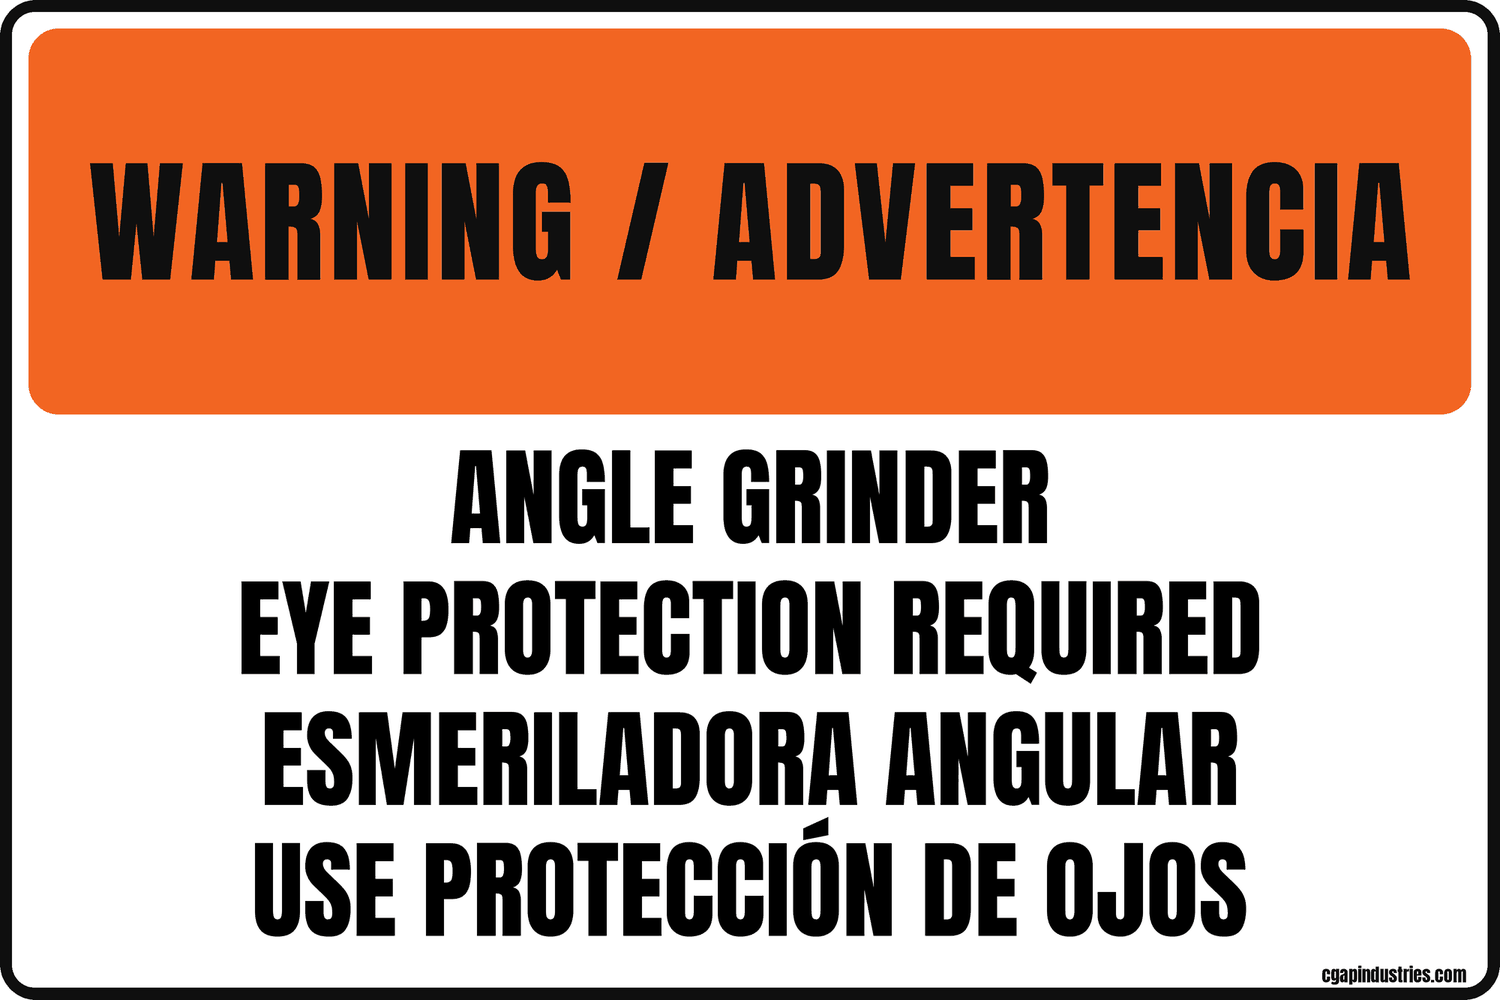 WARNING / ADVERTENCIA
ANGLE GRINDER
EYE PROTECTION REQUIRED
ESMERILADORA ANGULAR
USE PROTECCIÓN DE OJOS
cgapindustries.com